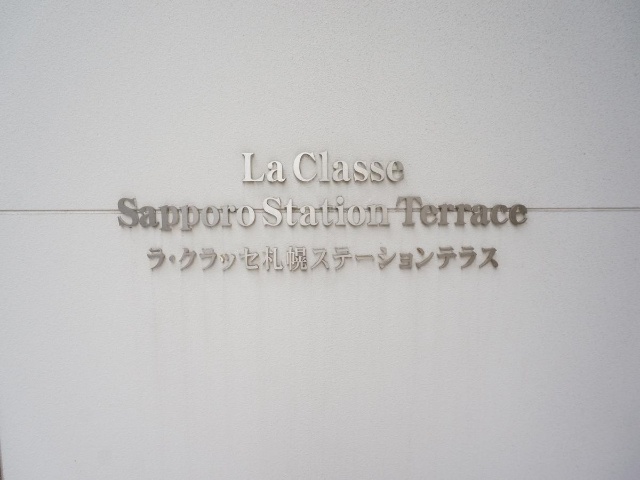 La Classe
Sapporo Station Terrace
ラ・クラッセ札幌ステーションテラス